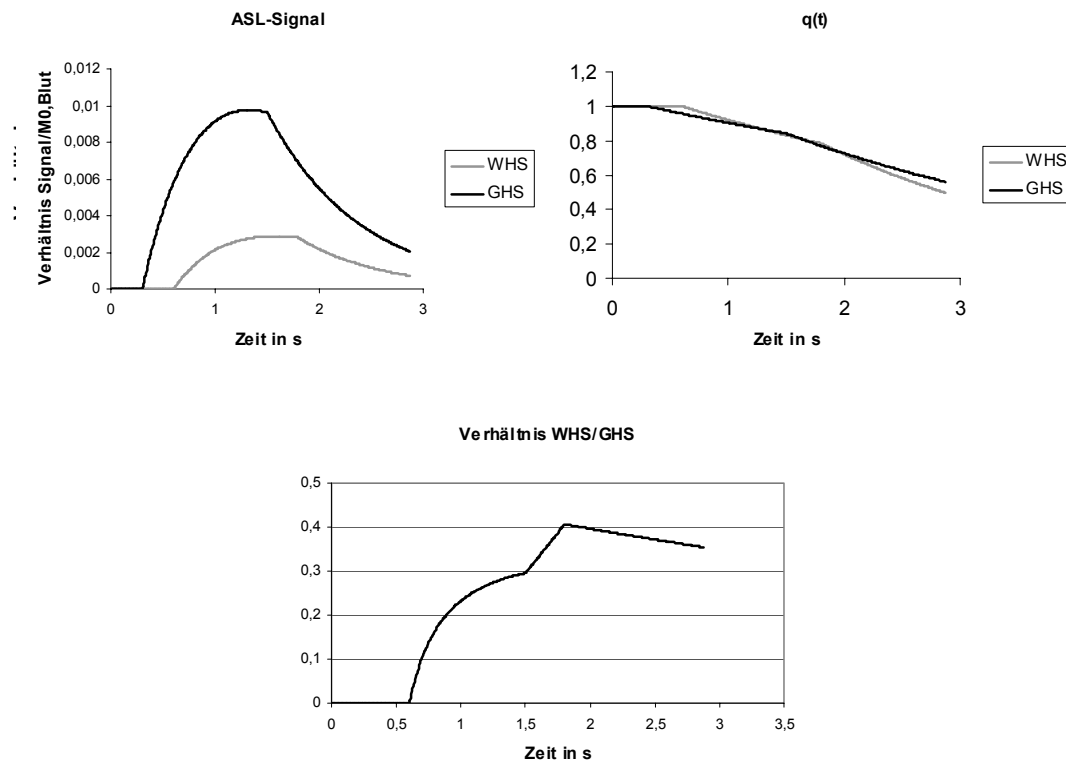 ASL-Signal
Verhältnis Signal/M0,Blut
0,012
0,01
0,008
0,006
0,004
0,002
0
0 1 2 3
Zeit in s
WHS
GHS
q(t)
1,2
1
0,8
0,6
0,4
0,2
0
0 1 2 3
Zeit in s
WHS
GHS
Verhältnis WHS/GHS
0,5
0,4
0,3
0,2
0,1
0
0 0,5 1 1,5 2 2,5 3 3,5
Zeit in s